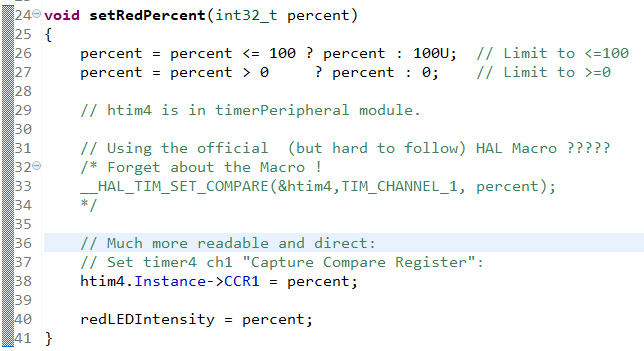 24 void setRedPercent(int32_t percent)
25 {
26     percent = percent <= 100 ? percent : 100U;  // Limit to <=100
27     percent = percent > 0     ? percent : 0;    // Limit to >=0
28
29     // htim4 is in timerPeripheral module.
30
31     // Using the official  (but hard to follow) HAL Macro ?????
32     /* Forget about the Macro !
33     __HAL_TIM_SET_COMPARE(&htim4,TIM_CHANNEL_1, percent);
34     */
35
36     // Much more readable and direct:
37     // Set timer4 ch1 "Capture Compare Register":
38     htim4.Instance->CCR1 = percent;
39
40     redLEDIntensity = percent;
41 }